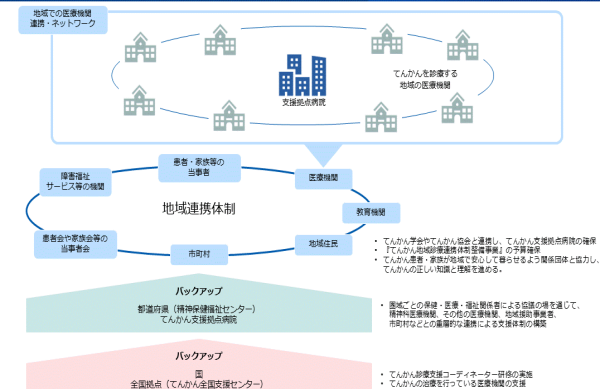 地域での医療機関
連携・ネットワーク
てんかんを診療する
地域の医療機関
支援拠点病院
患者・家族等の
当事者
障害福祉
サービス等の機関
医療機関
地域連携体制
教育機関
患者会や家族会等の
当事者会
市町村
地域住民
・ てんかん学会やてんかん協会と連携し、てんかん支援拠点病院の確保
・ 『てんかん地域診療連携体制整備事業』の予算確保
・ てんかん患者・家族が地域で安心して暮らせるよう関係団体と協力し、
てんかんの正しい知識と理解を進める。
バックアップ
都道府県（精神保健福祉センター）
てんかん支援拠点病院
・ 圏域ごとの保健・医療・福祉関係者による協議の場を通じて、
精神科医療機関、その他の医療機関、地域援助事業者、
市町村などとの重層的な連携による支援体制の構築
バックアップ
国
全国拠点（てんかん全国支援センター）
・ てんかん診療支援コーディネーター研修の実施
・ てんかんの治療を行っている医療機関の支援